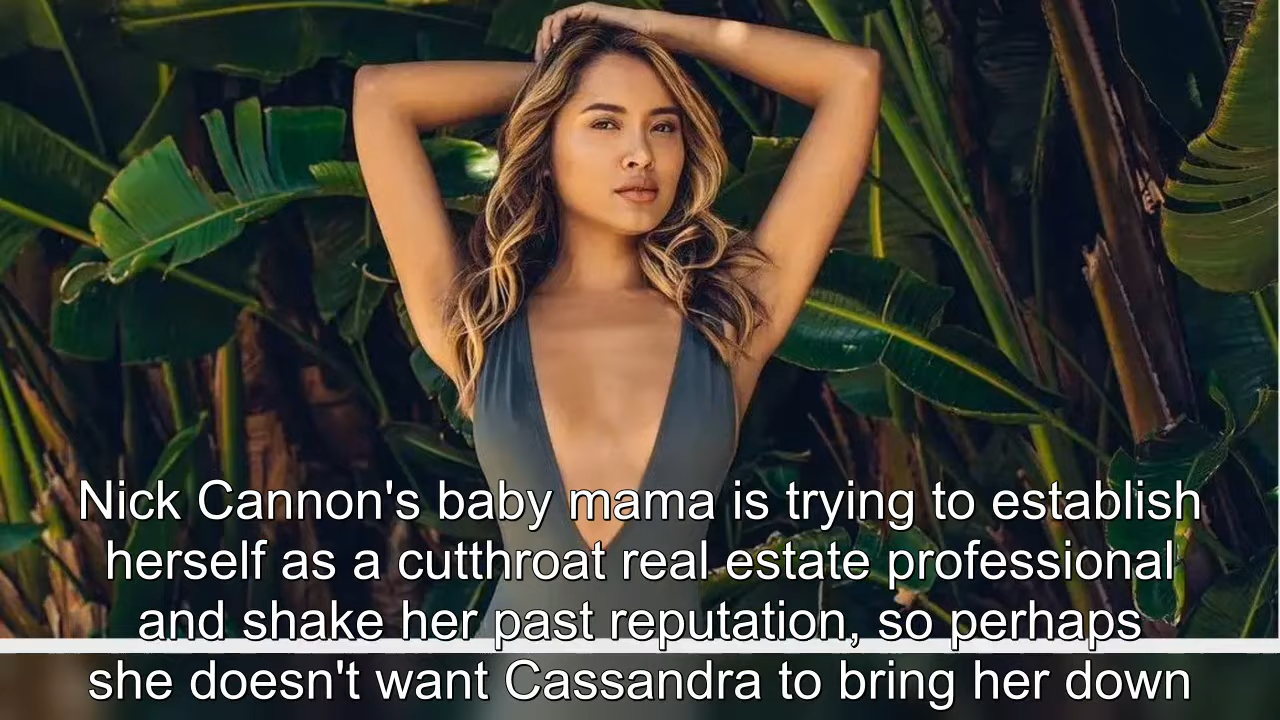 Nick Cannon's baby mama is trying to establish
herself as a cutthroat real estate professional
and shake her past reputation, so perhaps
she doesn't want Cassandra to bring her down